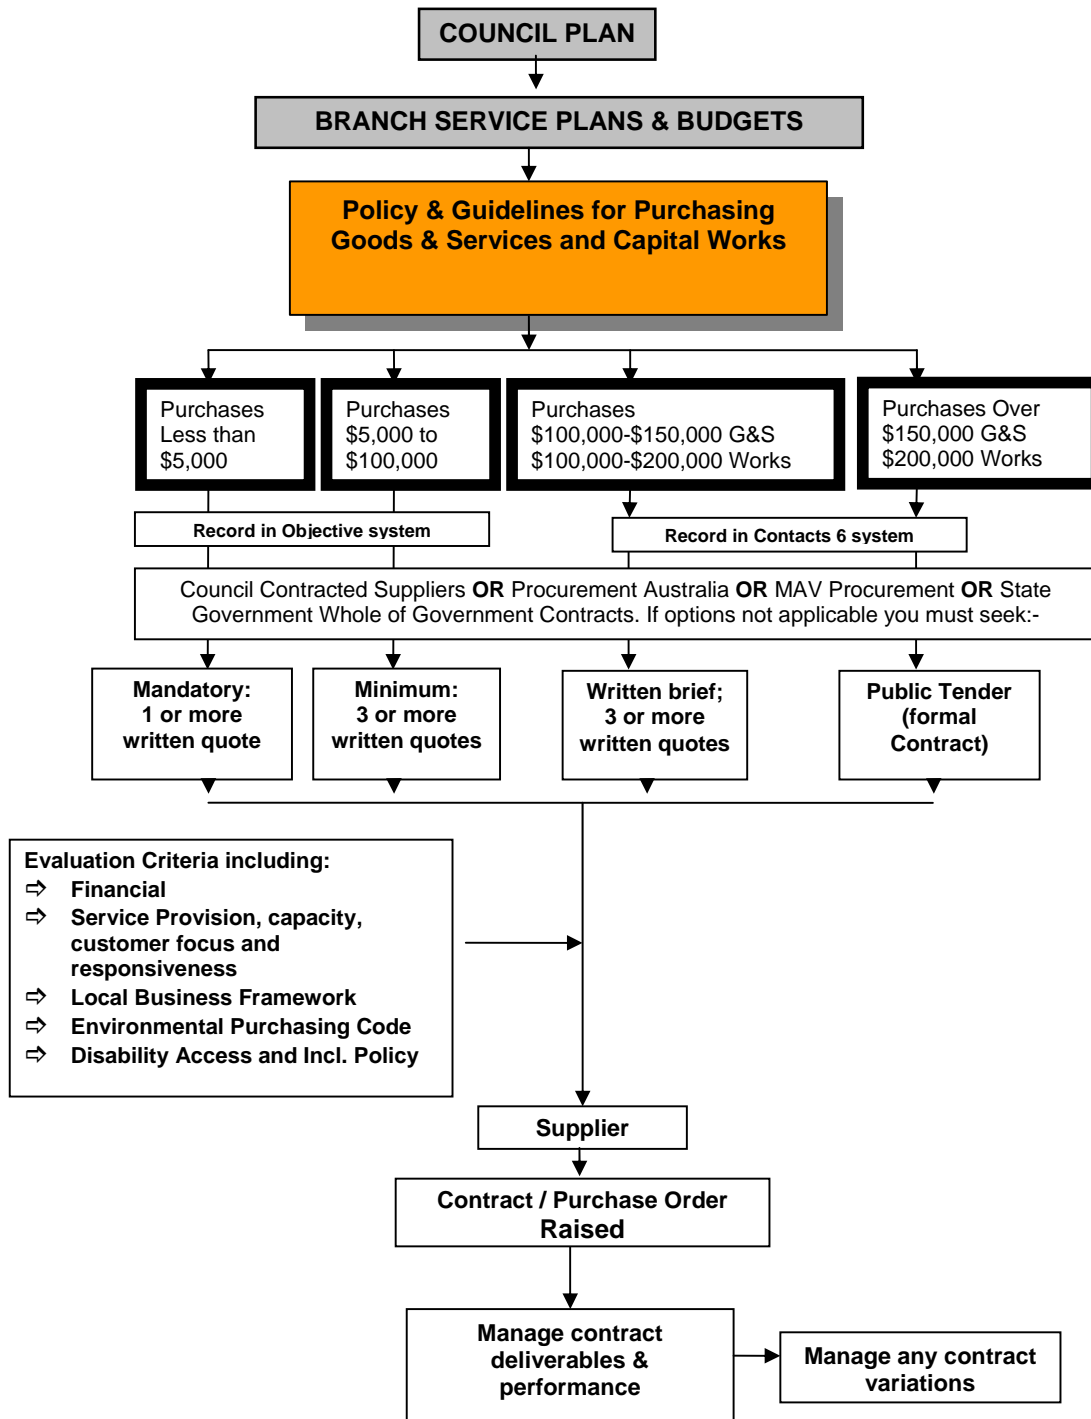 COUNCIL PLAN
BRANCH SERVICE PLANS & BUDGETS
Policy & Guidelines for Purchasing
Goods & Services and Capital Works
Purchases
Less than
$5,000
Purchases
$5,000 to
$100,000
Purchases
$100,000-$150,000 G&S
$100,000-$200,000 Works
Purchases Over
$150,000 G&S
$200,000 Works
Record in Objective system
Record in Contacts 6 system
Council Contracted Suppliers OR Procurement Australia OR MAV Procurement OR State
Government Whole of Government Contracts. If options not applicable you must seek:-
Mandatory:
1 or more
written quote
Minimum:
3 or more
written quotes
Written brief;
3 or more
written quotes
Public Tender
(formal
Contract)
Evaluation Criteria including:
⇨ Financial
⇨ Service Provision, capacity,
customer focus and
responsiveness
⇨ Local Business Framework
⇨ Environmental Purchasing Code
⇨ Disability Access and Incl. Policy
Supplier
Contract / Purchase Order
Raised
Manage contract
deliverables &
performance
Manage any contract
variations